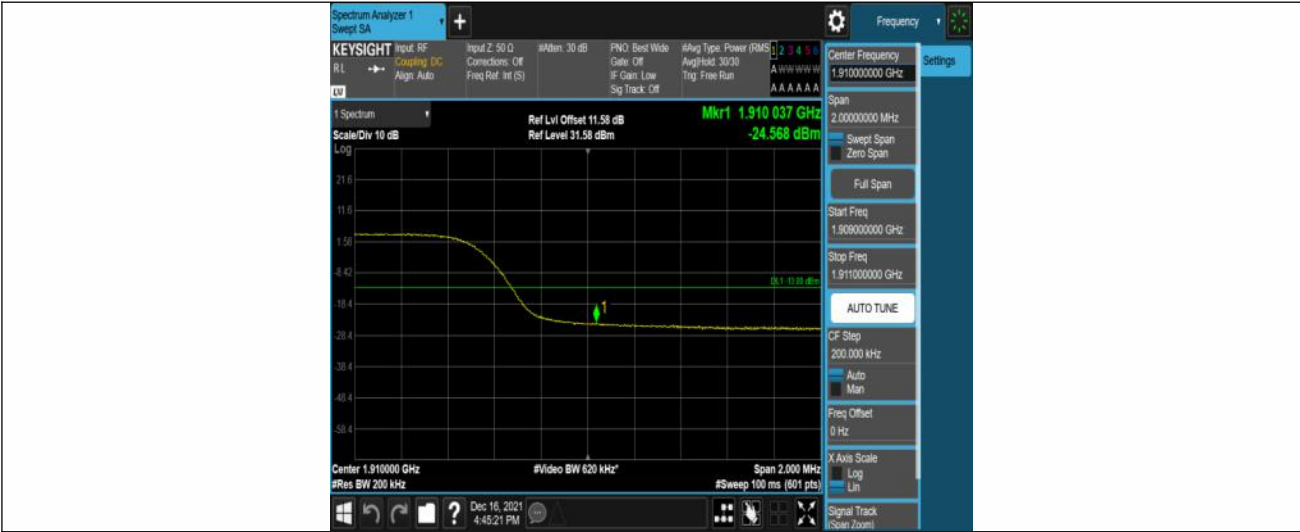 Spectrum Analyzer 1
Swept SA
Frequency
KEYSIGHT
Input: RF
Input Z: 50 Ω
#Atten: 30 dB
PNO: Best Wide
#Avg Type: Power (RMS
1 2 3 4 5 6
R L
Coupling: DC
Corrections: Off
Gate: Off
Avg|Hold: 30/30
A W W W W W
Align: Auto
Freq Ref: Int (S)
IF Gain: Low
Trig: Free Run
Sig Track: Off
A A A A A A
1 Spectrum
Ref Lvl Offset 11.58 dB
Mkr1 1.910 037 GHz
Scale/Div 10 dB
Ref Level 31.58 dBm
-24.568 dBm
Log
21.6
11.6
1.58
-8.42
DL1 -13.00 dBm
-18.4
1
-28.4
-38.4
-48.4
-58.4
Center 1.910000 GHz
#Video BW 620 kHz*
Span 2.000 MHz
#Res BW 200 kHz
#Sweep 100 ms (601 pts)
?
Dec 16, 2021
4:45:21 PM
Center Frequency
1.910000000 GHz
Settings
Span
2.00000000 MHz
Swept Span
Zero Span
Full Span
Start Freq
1.909000000 GHz
Stop Freq
1.911000000 GHz
AUTO TUNE
CF Step
200.000 kHz
Auto
Man
Freq Offset
0 Hz
X Axis Scale
Log
Lin
Signal Track
(Span Zoom)